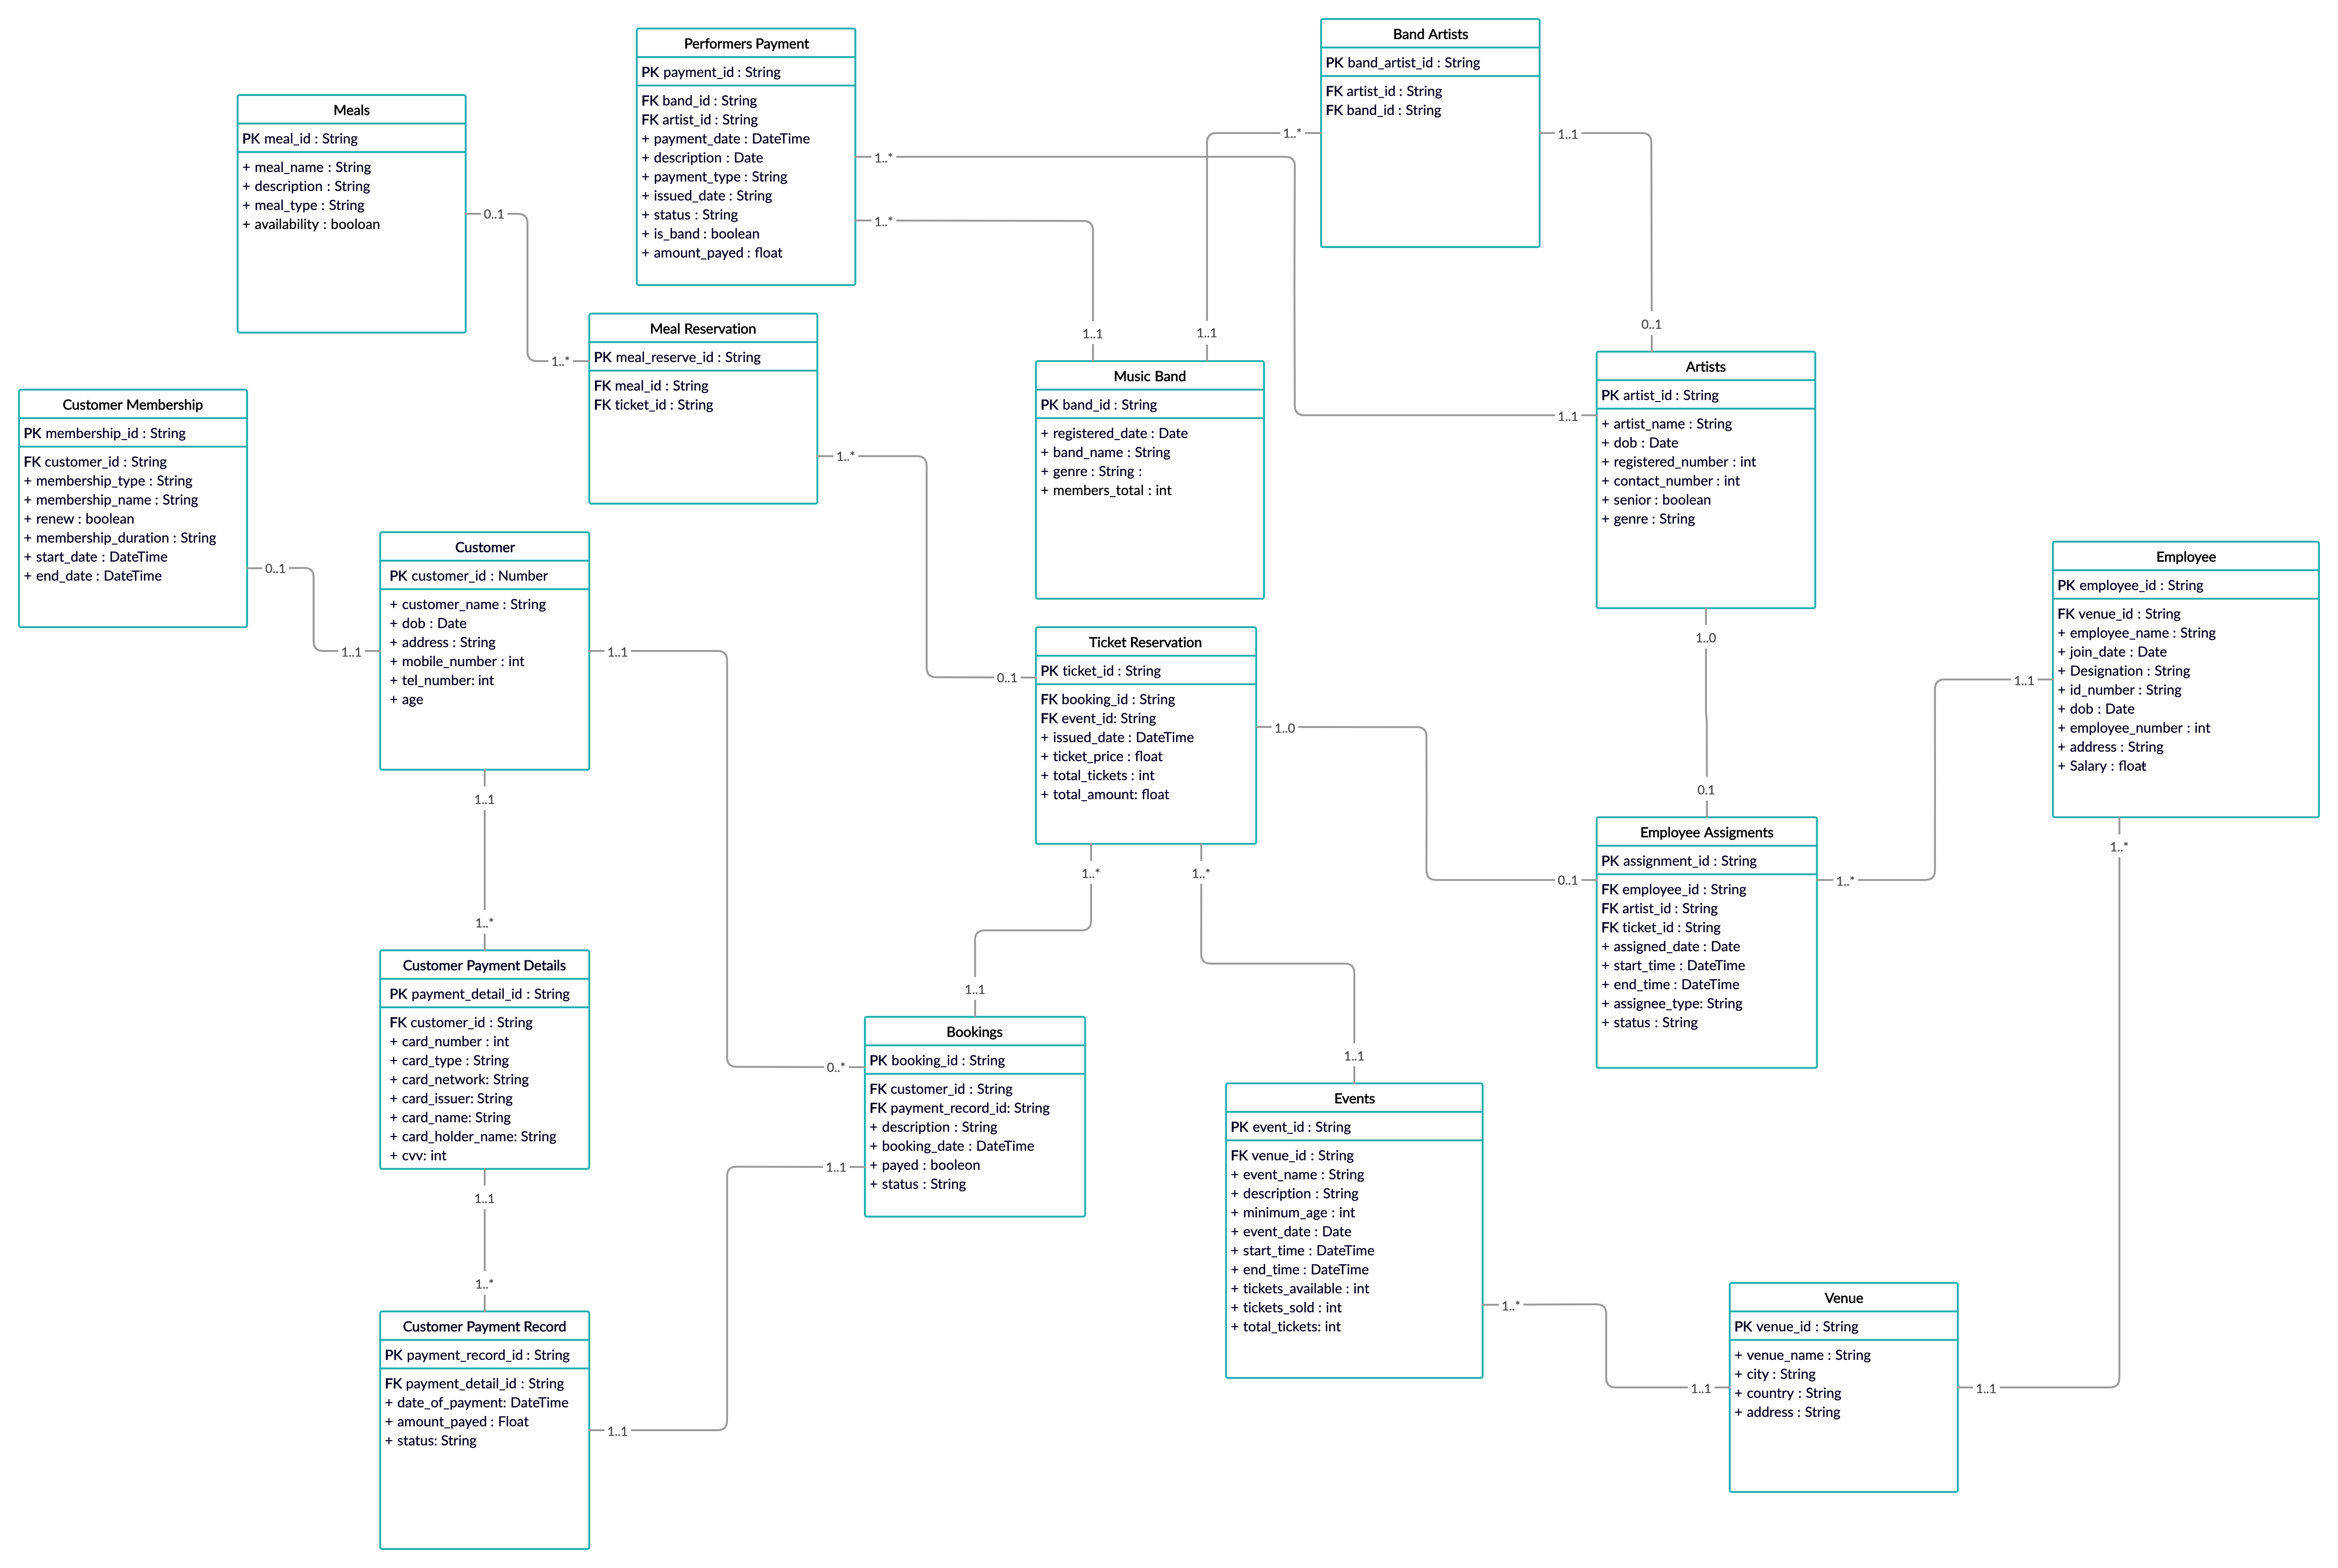 Performers Payment
PK payment_id : String
FK band_id : String
FK artist_id : String
+ payment_date : DateTime
+ description : Date
+ payment_type : String
+ issued_date : String
+ status : String
+ is_band : boolean
+ amount_payed : float
1..*
1..*
Band Artists
PK band_artist_id : String
FK artist_id : String
FK band_id : String
1..*
1..1
Meals
PK meal_id : String
+ meal_name : String
+ description : String
+ meal_type : String
+ availability : booloan
0..1
Meal Reservation
PK meal_reserve_id : String
FK meal_id : String
FK ticket_id : String
1..*
1..*
1..1
1..1
Music Band
PK band_id : String
+ registered_date : Date
+ band_name : String
+ genre : String :
+ members_total : int
0..1
1..1
Artists
PK artist_id : String
+ artist_name : String
+ dob : Date
+ registered_number : int
+ contact_number : int
+ senior : boolean
+ genre : String
1..0
Customer Membership
PK membership_id : String
FK customer_id : String
+ membership_type : String
+ membership_name : String
+ renew : boolean
+ membership_duration : String
+ start_date : DateTime
+ end_date : DateTime
0..1
1..1
Customer
PK customer_id : Number
+ customer_name : String
+ dob : Date
+ address : String
+ mobile_number : int
+ tel_number: int
+ age
1..1
1..1
Ticket Reservation
PK ticket_id : String
FK booking_id : String
FK event_id: String
+ issued_date : DateTime
+ ticket_price : float
+ total_tickets : int
+ total_amount: float
0..1
1..0
1..*
1..*
Employee
PK employee_id : String
FK venue_id : String
+ employee_name : String
+ join_date : Date
+ Designation : String
+ id_number : String
+ dob : Date
+ employee_number : int
+ address : String
+ Salary : float
1..1
1..*
0.1
Employee Assigments
PK assignment_id : String
FK employee_id : String
FK artist_id : String
FK ticket_id : String
+ assigned_date : Date
+ start_time : DateTime
+ end_time : DateTime
+ assignee_type: String
+ status : String
0..1
1..*
1..*
Customer Payment Details
PK payment_detail_id : String
FK customer_id : String
+ card_number : int
+ card_type : String
+ card_network: String
+ card_issuer: String
+ card_name: String
+ card_holder_name: String
+ cvv: int
1..1
1..1
Bookings
PK booking_id : String
FK customer_id : String
FK payment_record_id: String
+ description : String
+ booking_date : DateTime
+ payed : booleon
+ status : String
0..*
1..1
1..1
Events
PK event_id : String
FK venue_id : String
+ event_name : String
+ description : String
+ minimum_age : int
+ event_date : Date
+ start_time : DateTime
+ end_time : DateTime
+ tickets_available : int
+ tickets_sold : int
+ total_tickets: int
1..*
1..*
Customer Payment Record
PK payment_record_id : String
FK payment_detail_id : String
+ date_of_payment: DateTime
+ amount_payed : Float
+ status: String
1..1
Venue
PK venue_id : String
+ venue_name : String
+ city : String
+ country : String
+ address : String
1..1
1..1